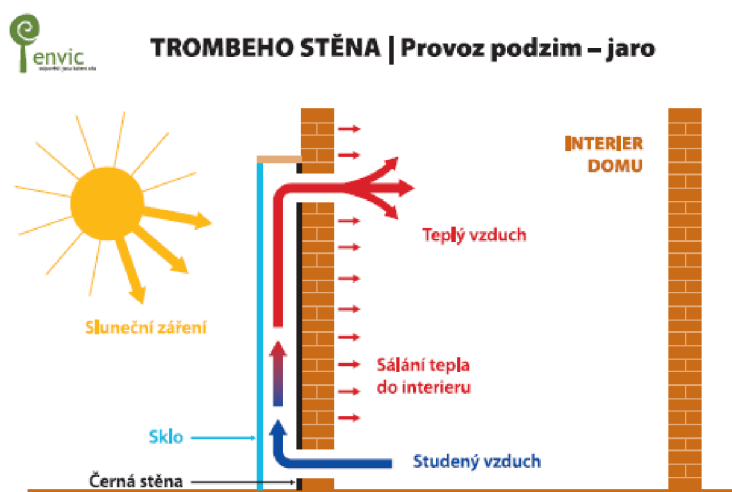 envic
TROMBEHO STĚNA | Provoz podzim – jaro
INTERIER
DOMU
Teplý vzduch
Sluneční záření
Sálání tepla
do interieru
Sklo
Studený vzduch
Černá stěna